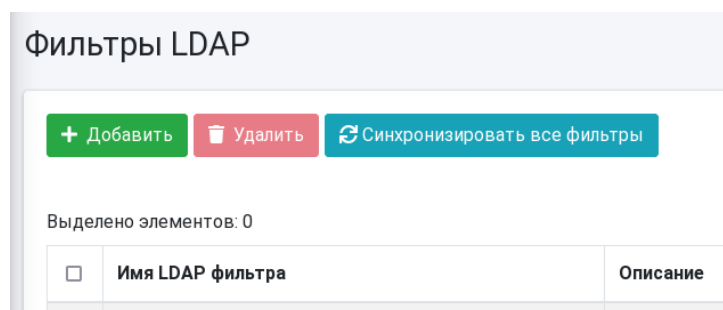 Фильтры LDAP
Добавить Удалить Синхронизировать все фильтры
Выделено элементов: 0
Имя LDAP фильтра Описание